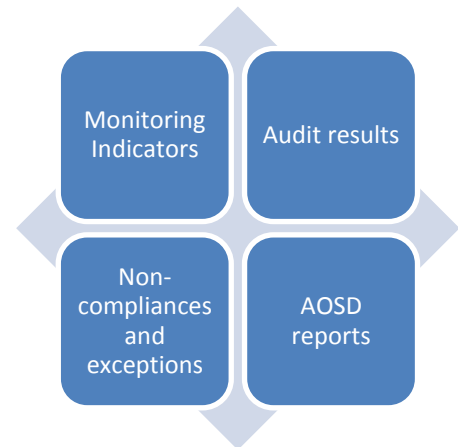 Monitoring
Indicators
Audit results
Non-
compliances
and
exceptions
AOSD
reports